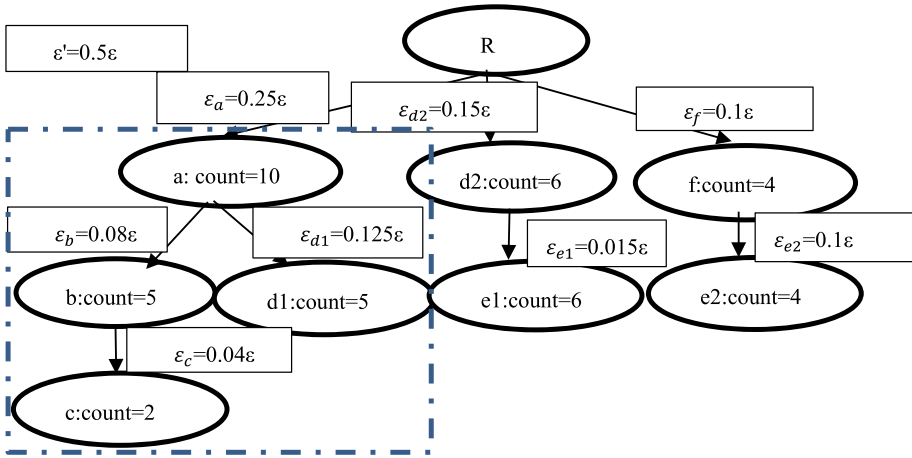 R
ε'=0.5ε
εa=0.25ε
εd2=0.15ε
εf=0.1ε
a: count=10
d2:count=6
f:count=4
εb=0.08ε
εd1=0.125ε
εe1=0.015ε
εe2=0.1ε
b:count=5
d1:count=5
e1:count=6
e2:count=4
εc=0.04ε
c:count=2